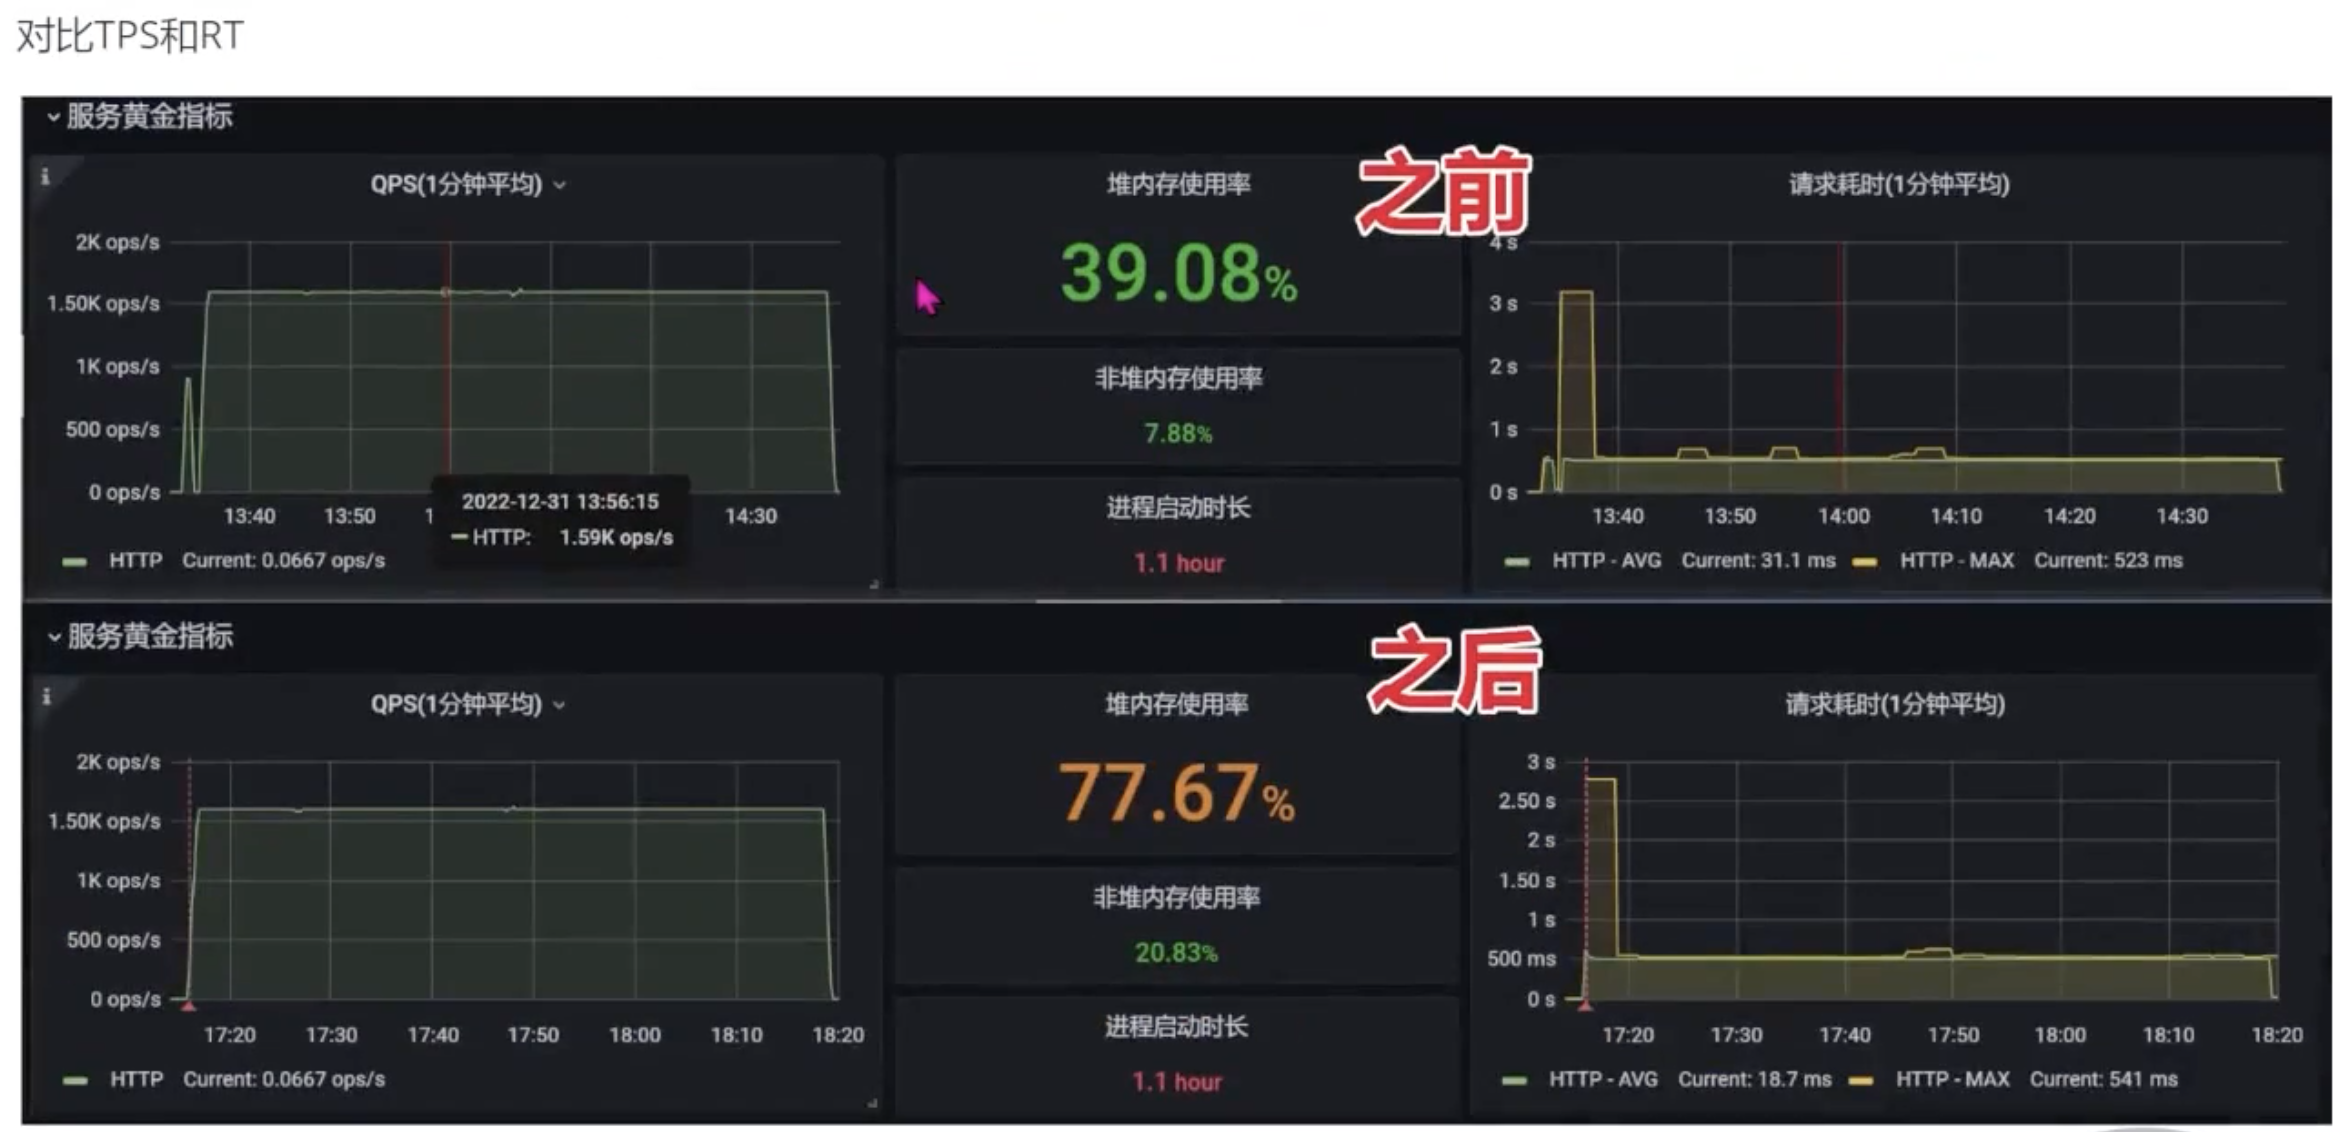 对比TPS和RT
服务黄金指标
QPS(1分钟平均)
2K ops/s
1.50K ops/s
1K ops/s
500 ops/s
0 ops/s
13:40 13:50 1 14:30
2022-12-31 13:56:15
HTTP: 1.59K ops/s
HTTP Current: 0.0667 ops/s
堆内存使用率
39.08%
非堆内存使用率
7.88%
进程启动时长
1.1 hour
之前
请求耗时(1分钟平均)
4 s
3 s
2 s
1 s
0 s
13:40 13:50 14:00 14:10 14:20 14:30
HTTP - AVG Current: 31.1 ms HTTP - MAX Current: 523 ms
服务黄金指标
QPS(1分钟平均)
2K ops/s
1.50K ops/s
1K ops/s
500 ops/s
0 ops/s
17:20 17:30 17:40 17:50 18:00 18:10 18:20
HTTP Current: 0.0667 ops/s
堆内存使用率
77.67%
非堆内存使用率
20.83%
进程启动时长
1.1 hour
之后
请求耗时(1分钟平均)
3 s
2.50 s
2 s
1.50 s
1 s
500 ms
0 s
17:20 17:30 17:40 17:50 18:00 18:10 18:20
HTTP - AVG Current: 18.7 ms HTTP - MAX Current: 541 ms